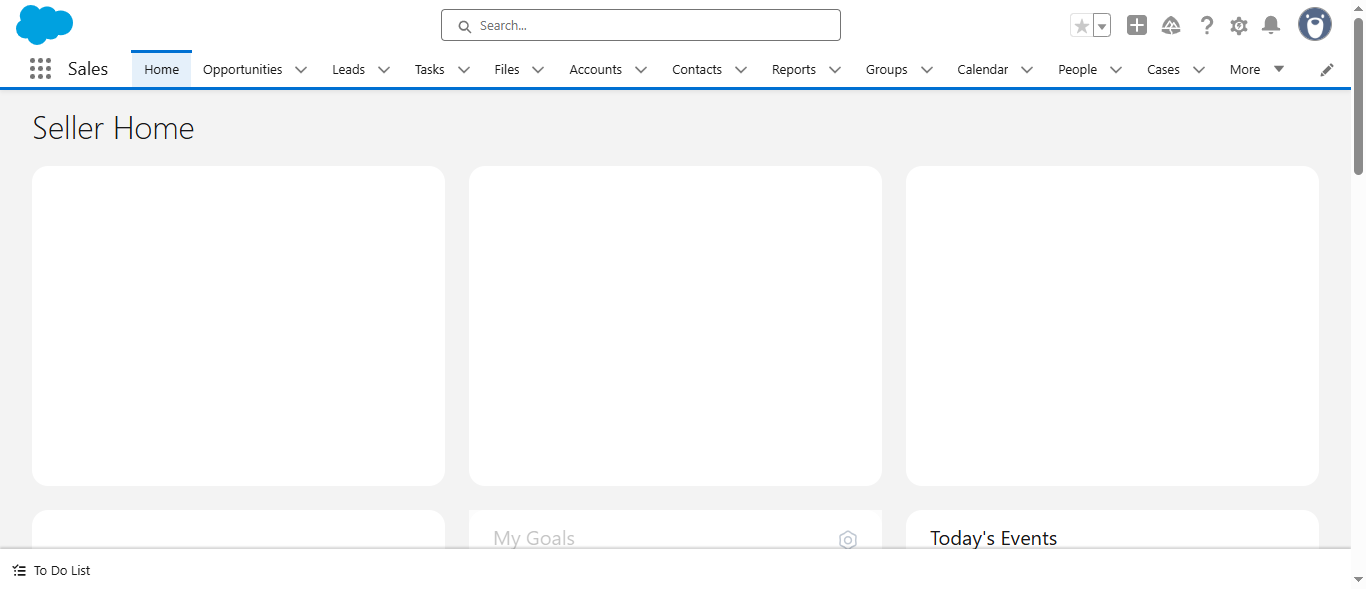 Search...
Sales Home Opportunities Leads Tasks Files Accounts Contacts Reports Groups Calendar People Cases More
Seller Home
My Goals Today's Events
To Do List